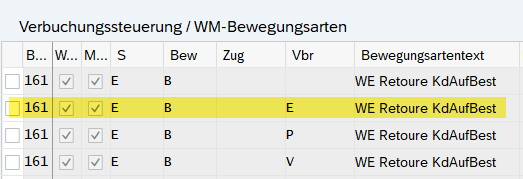 Verbuchungssteuerung / WM-Bewegungsarten
B... W... M... S Bew Zug Vbr Bewegungsartentext
161 E B WE Retoure KdAufBest
161 E B E WE Retoure KdAufBest
161 E B P WE Retoure KdAufBest
161 E B V WE Retoure KdAufBest